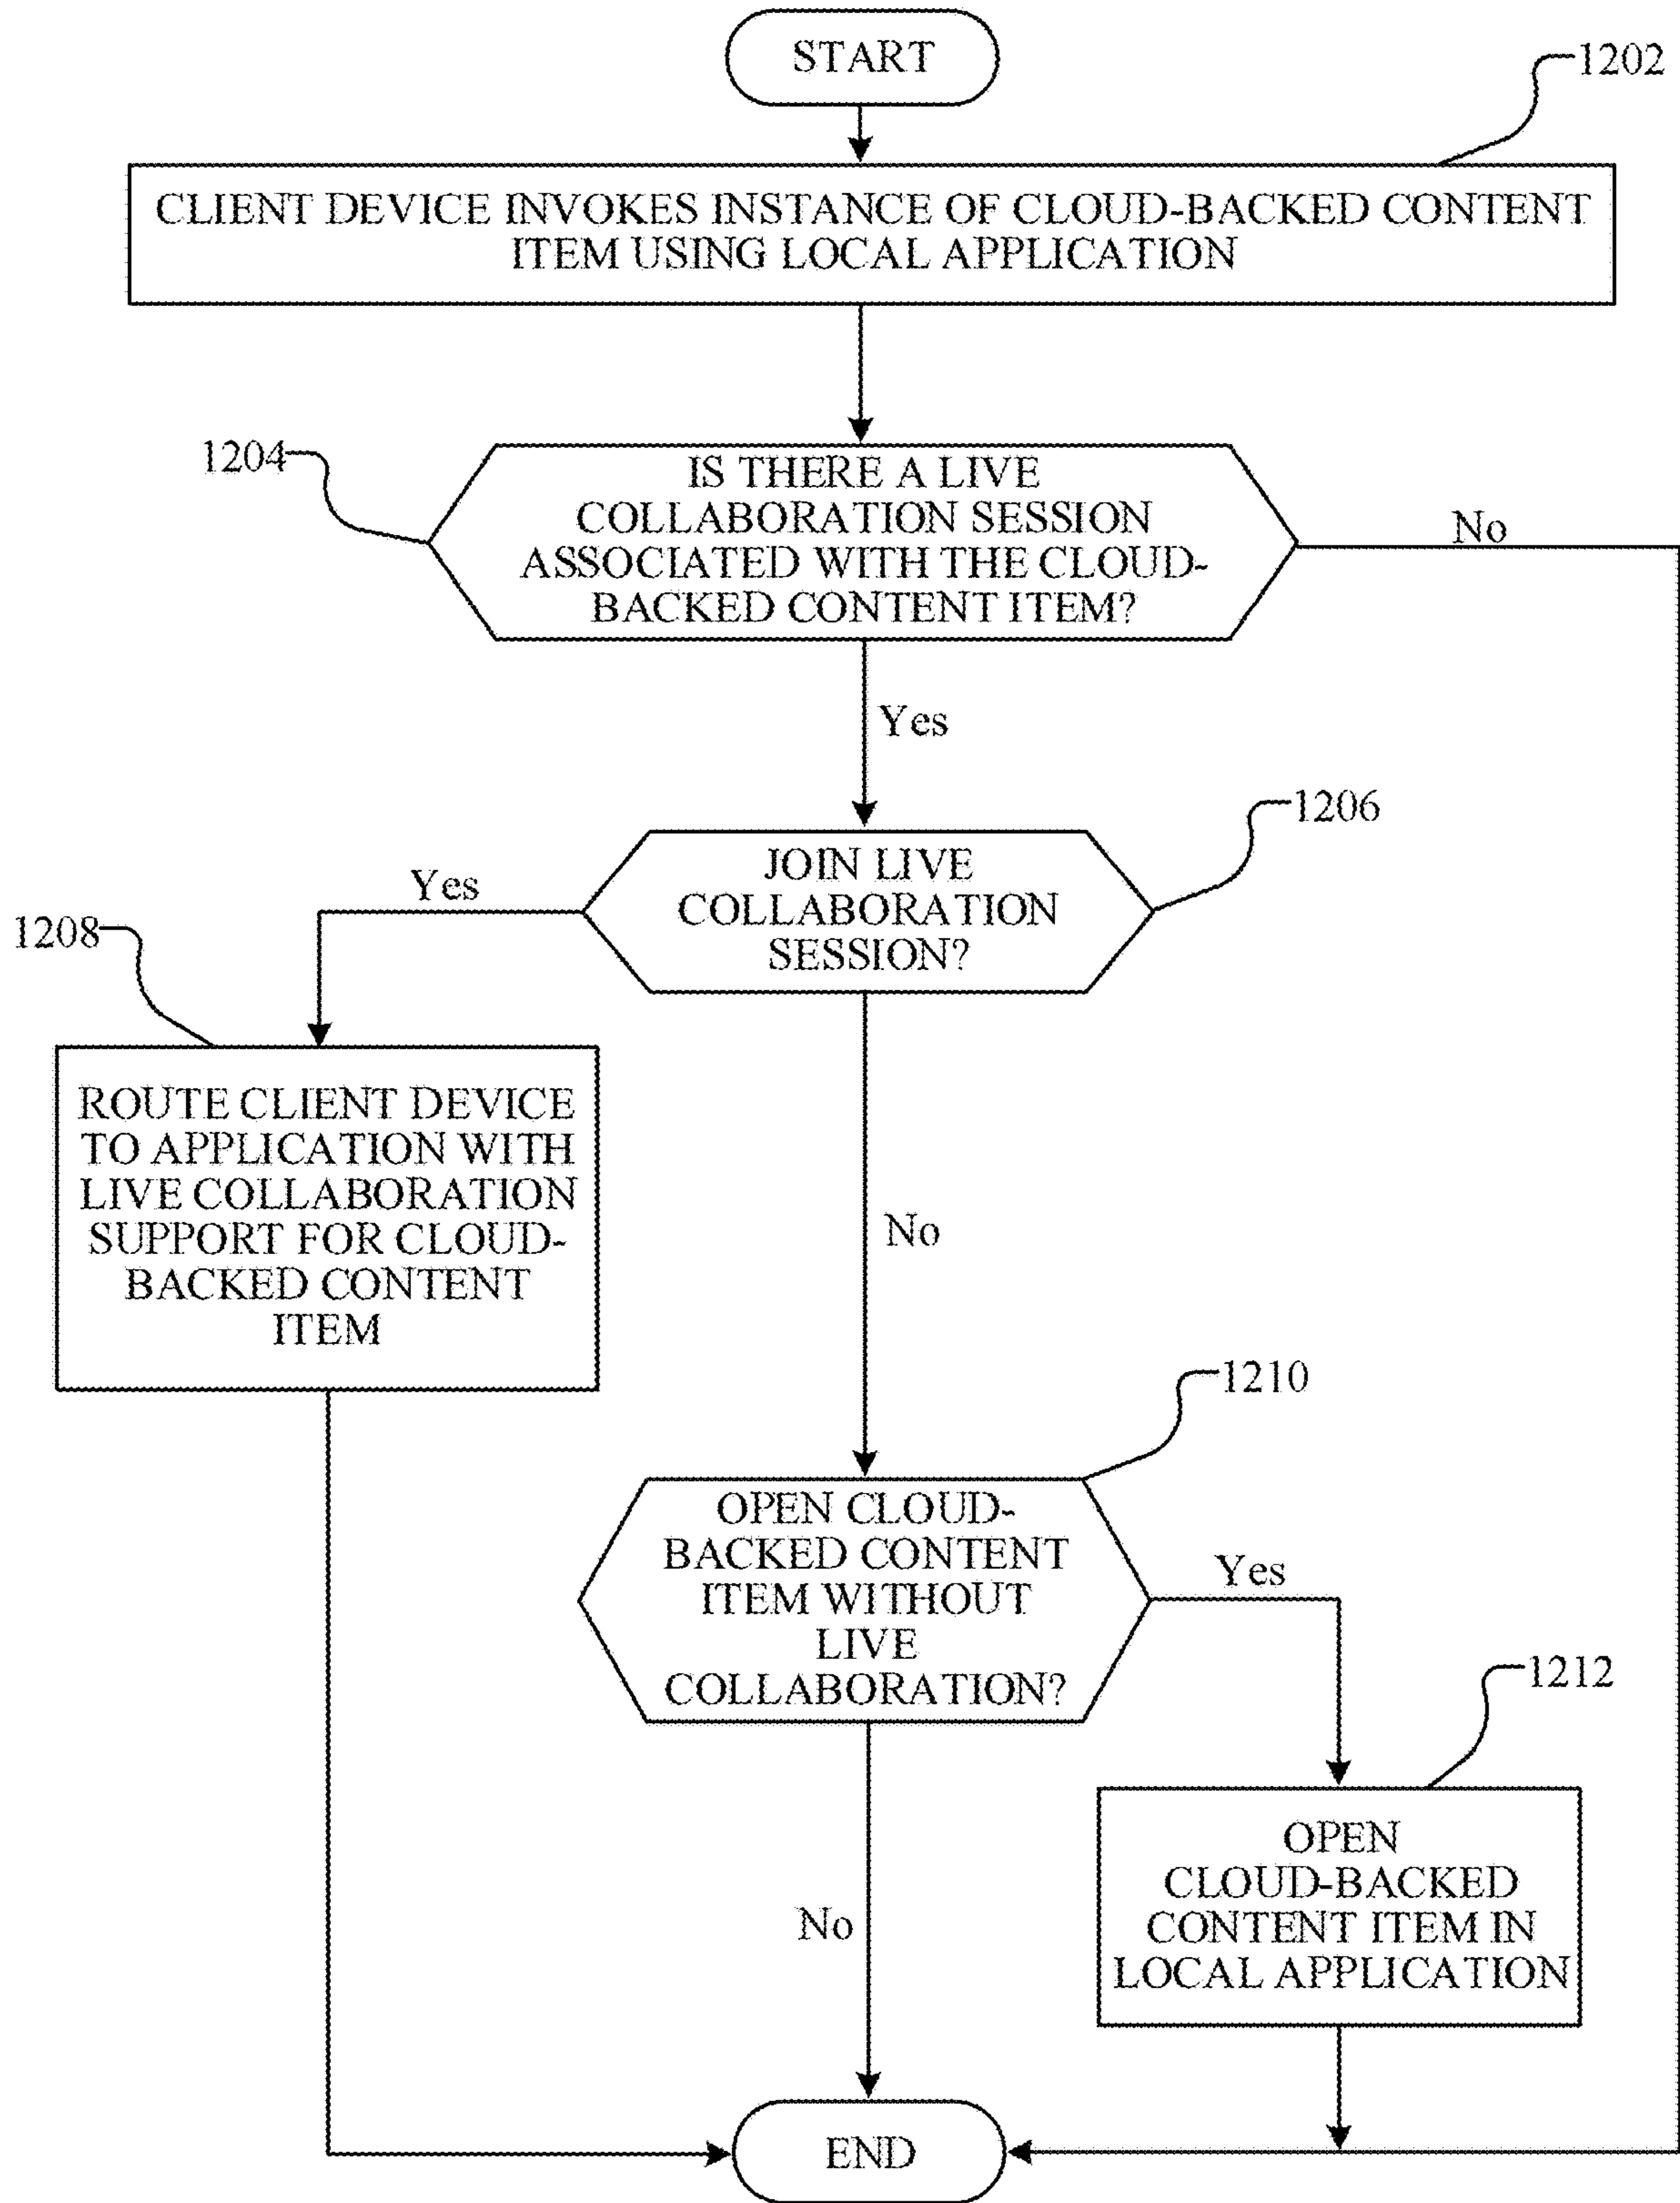 START
1202
CLIENT DEVICE INVOKES INSTANCE OF CLOUD-BACKED CONTENT
ITEM USING LOCAL APPLICATION
1204
IS THERE A LIVE
COLLABORATION SESSION
ASSOCIATED WITH THE CLOUD-
BACKED CONTENT ITEM?
No
Yes
1206
JOIN LIVE
COLLABORATION
SESSION?
Yes
1208
ROUTE CLIENT DEVICE
TO APPLICATION WITH
LIVE COLLABORATION
SUPPORT FOR CLOUD-
BACKED CONTENT
ITEM
No
1210
OPEN CLOUD-
BACKED CONTENT
ITEM WITHOUT
LIVE
COLLABORATION?
Yes
1212
OPEN
CLOUD-BACKED
CONTENT ITEM IN
LOCAL APPLICATION
No
END